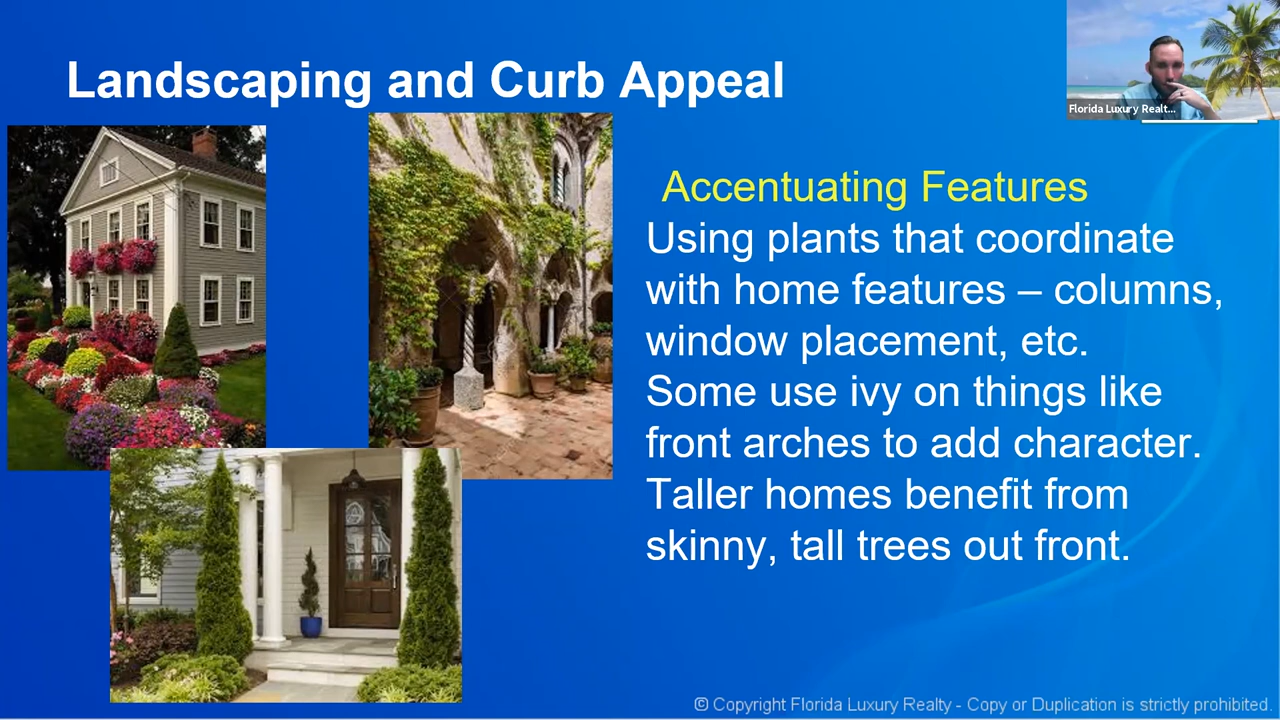 Landscaping and Curb Appeal
Florida Luxury Realt...
Accentuating Features
Using plants that coordinate
with home features – columns,
window placement, etc.
Some use ivy on things like
front arches to add character.
Taller homes benefit from
skinny, tall trees out front.
© Copyright Florida Luxury Realty - Copy or Duplication is strictly prohibited.